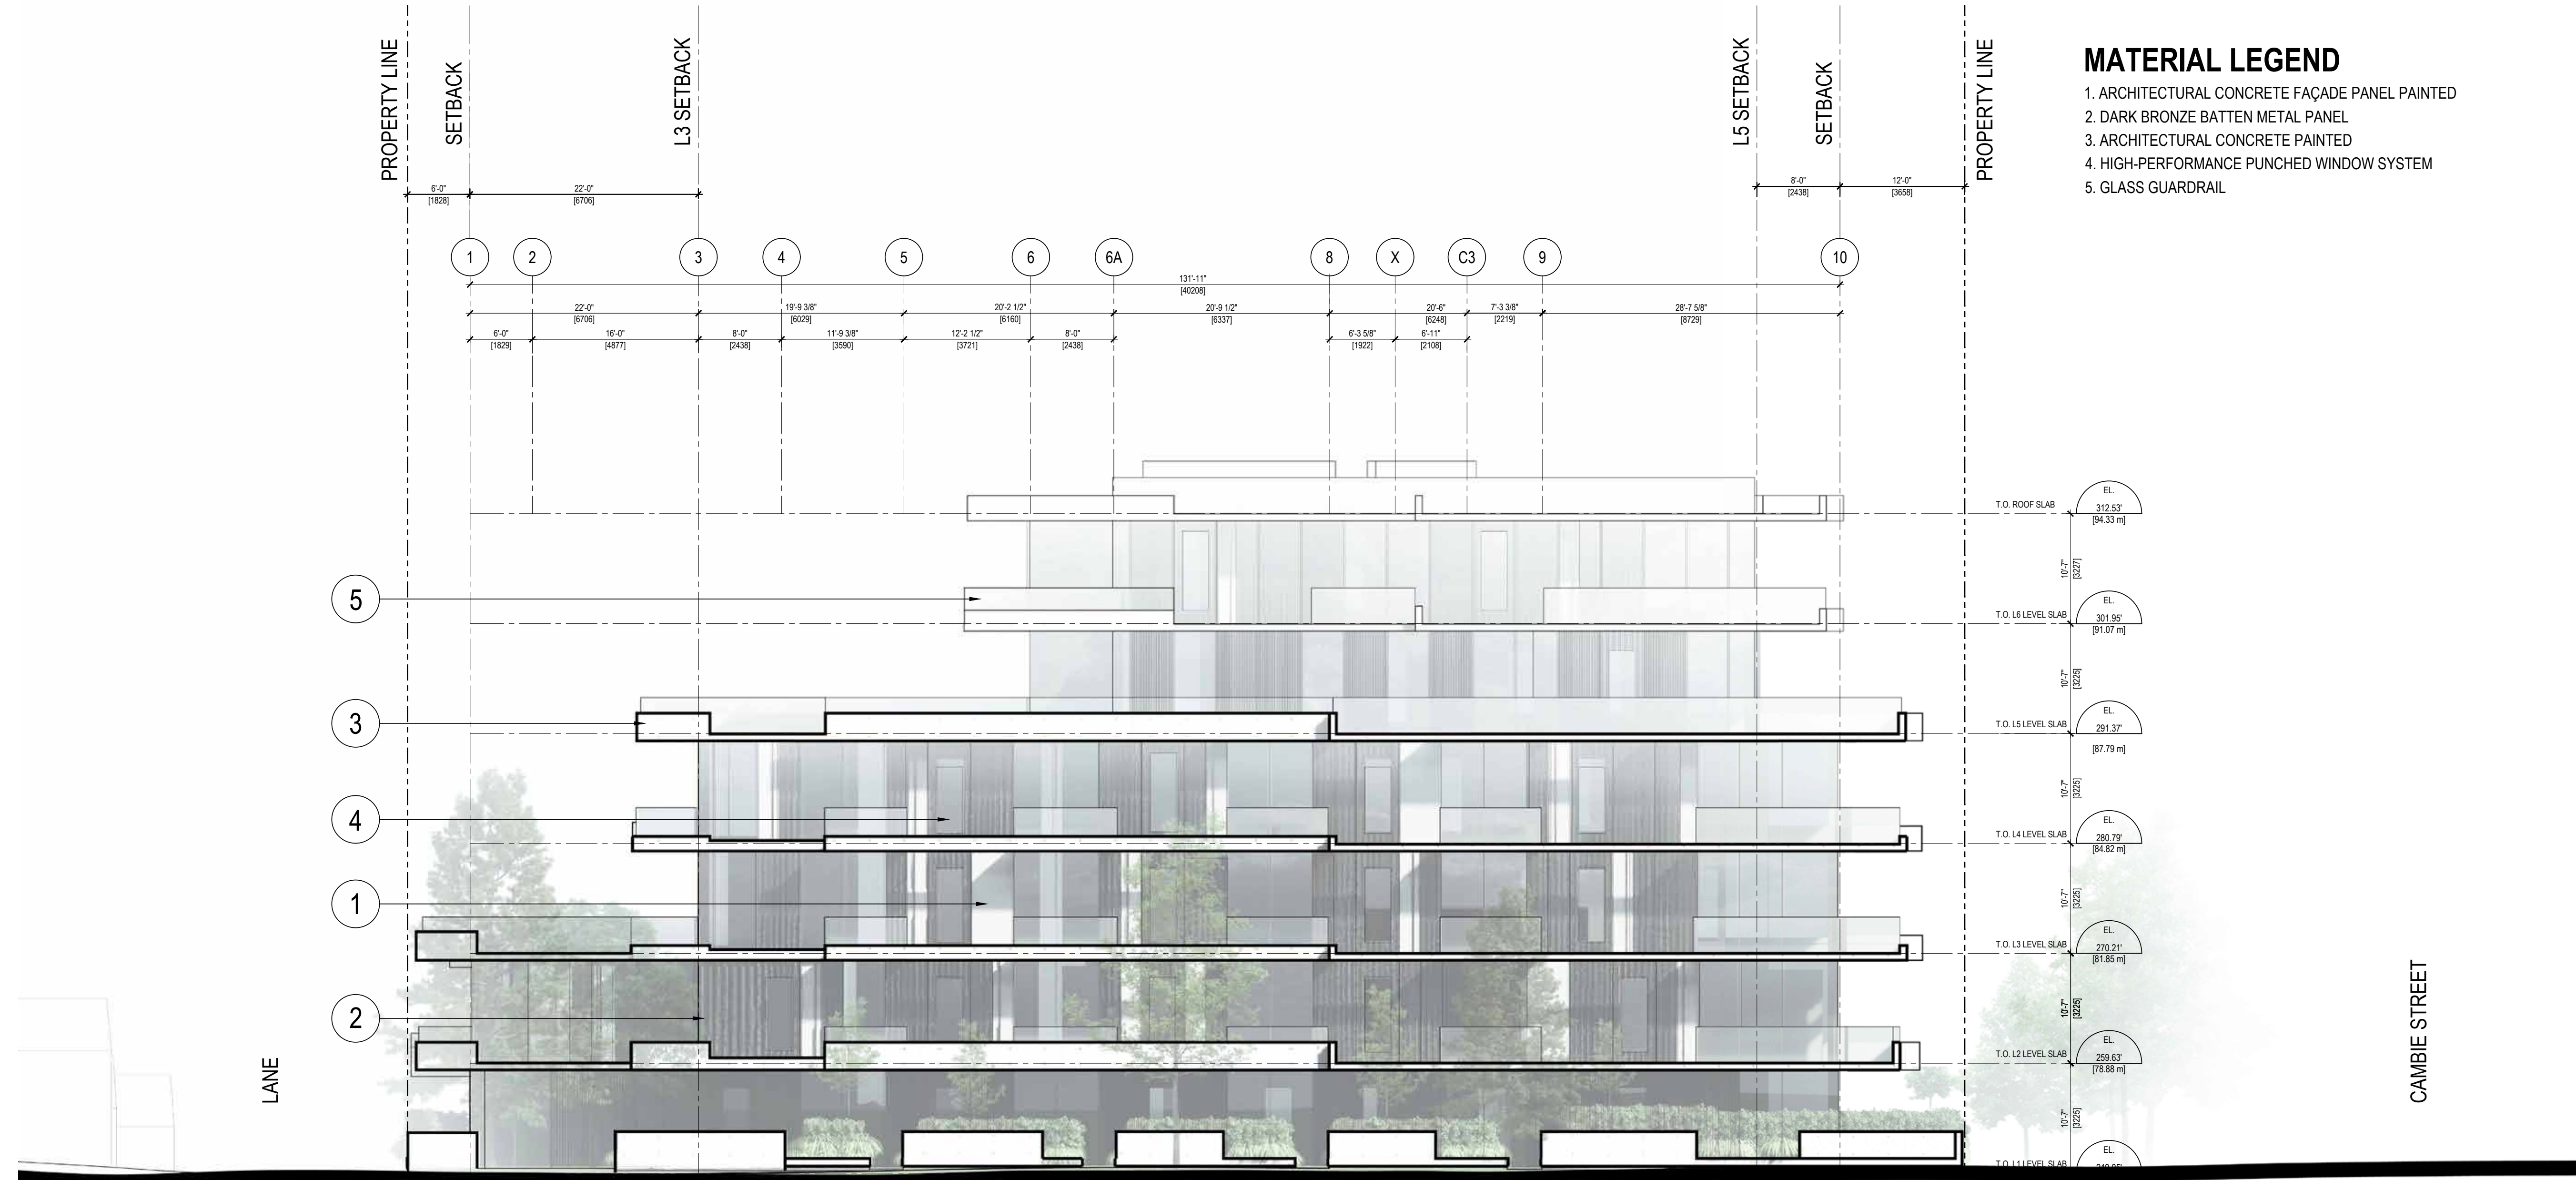 PROPERTY LINE
SETBACK
L3 SETBACK
L5 SETBACK
SETBACK
PROPERTY LINE
MATERIAL LEGEND
1. ARCHITECTURAL CONCRETE FAÇADE PANEL PAINTED
2. DARK BRONZE BATTEN METAL PANEL
3. ARCHITECTURAL CONCRETE PAINTED
4. HIGH-PERFORMANCE PUNCHED WINDOW SYSTEM
5. GLASS GUARDRAIL
6'-0"
[1828]
22'-0"
[6706]
8'-0"
[2438]
12'-0"
[3658]
1
2
3
4
5
6
6A
8
X
C3
9
10
131'-11"
[40208]
22'-0"
[6706]
19'-9 3/8"
[6029]
20'-2 1/2"
[6160]
20'-9 1/2"
[6337]
20'-6"
[6248]
7'-3 3/8"
[2219]
28'-7 5/8"
[8729]
6'-0"
[1829]
16'-0"
[4877]
8'-0"
[2438]
11'-9 3/8"
[3590]
12'-2 1/2"
[3721]
8'-0"
[2438]
6'-3 5/8"
[1922]
6'-11"
[2108]
T.O. ROOF SLAB
EL.
312.53'
[94.33 m]
10'-7"
[3227]
5
T.O. L6 LEVEL SLAB
EL.
301.95'
[91.07 m]
10'-7"
[3225]
3
T.O. L5 LEVEL SLAB
EL.
291.37'
[87.79 m]
10'-7"
[3225]
4
T.O. L4 LEVEL SLAB
EL.
280.79'
[84.82 m]
10'-7"
[3225]
1
T.O. L3 LEVEL SLAB
EL.
270.21'
[81.85 m]
10'-7"
[3225]
2
T.O. L2 LEVEL SLAB
EL.
259.63'
[78.88 m]
10'-7"
[3225]
LANE
CAMBIE STREET
T.O. L1 LEVEL SLAB
EL.